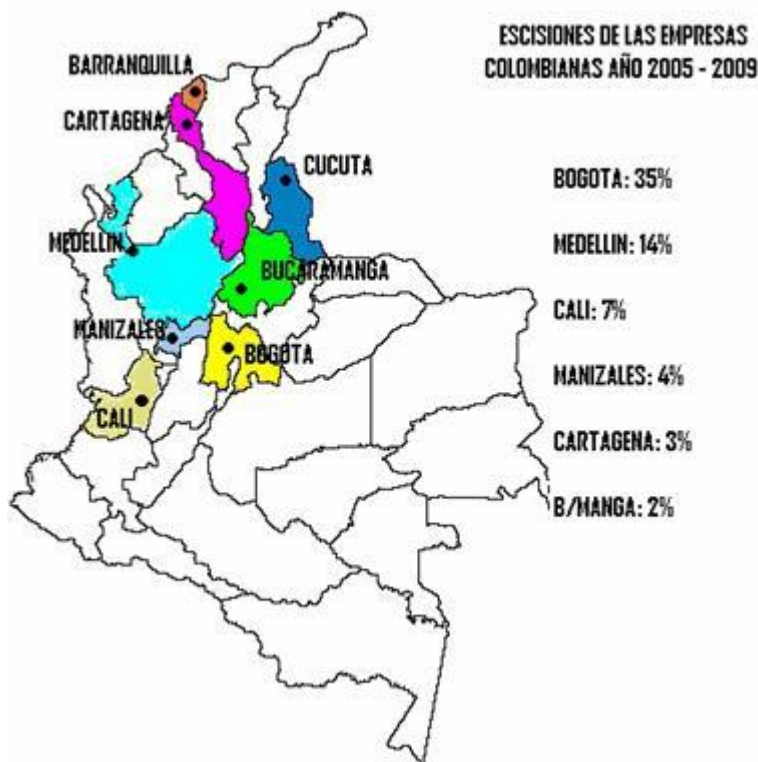 ESCISIONES DE LAS EMPRESAS
COLOMBIANAS AÑO 2005 - 2009
BARRANQUILLA
CARTAGENA
CUCUTA
MEDELLIN
BUCARAMANGA
MANIZALES
BOGOTA
CALI
BOGOTA: 35%
MEDELLIN: 14%
CALI: 7%
MANIZALES: 4%
CARTAGENA: 3%
B/MANGA: 2%